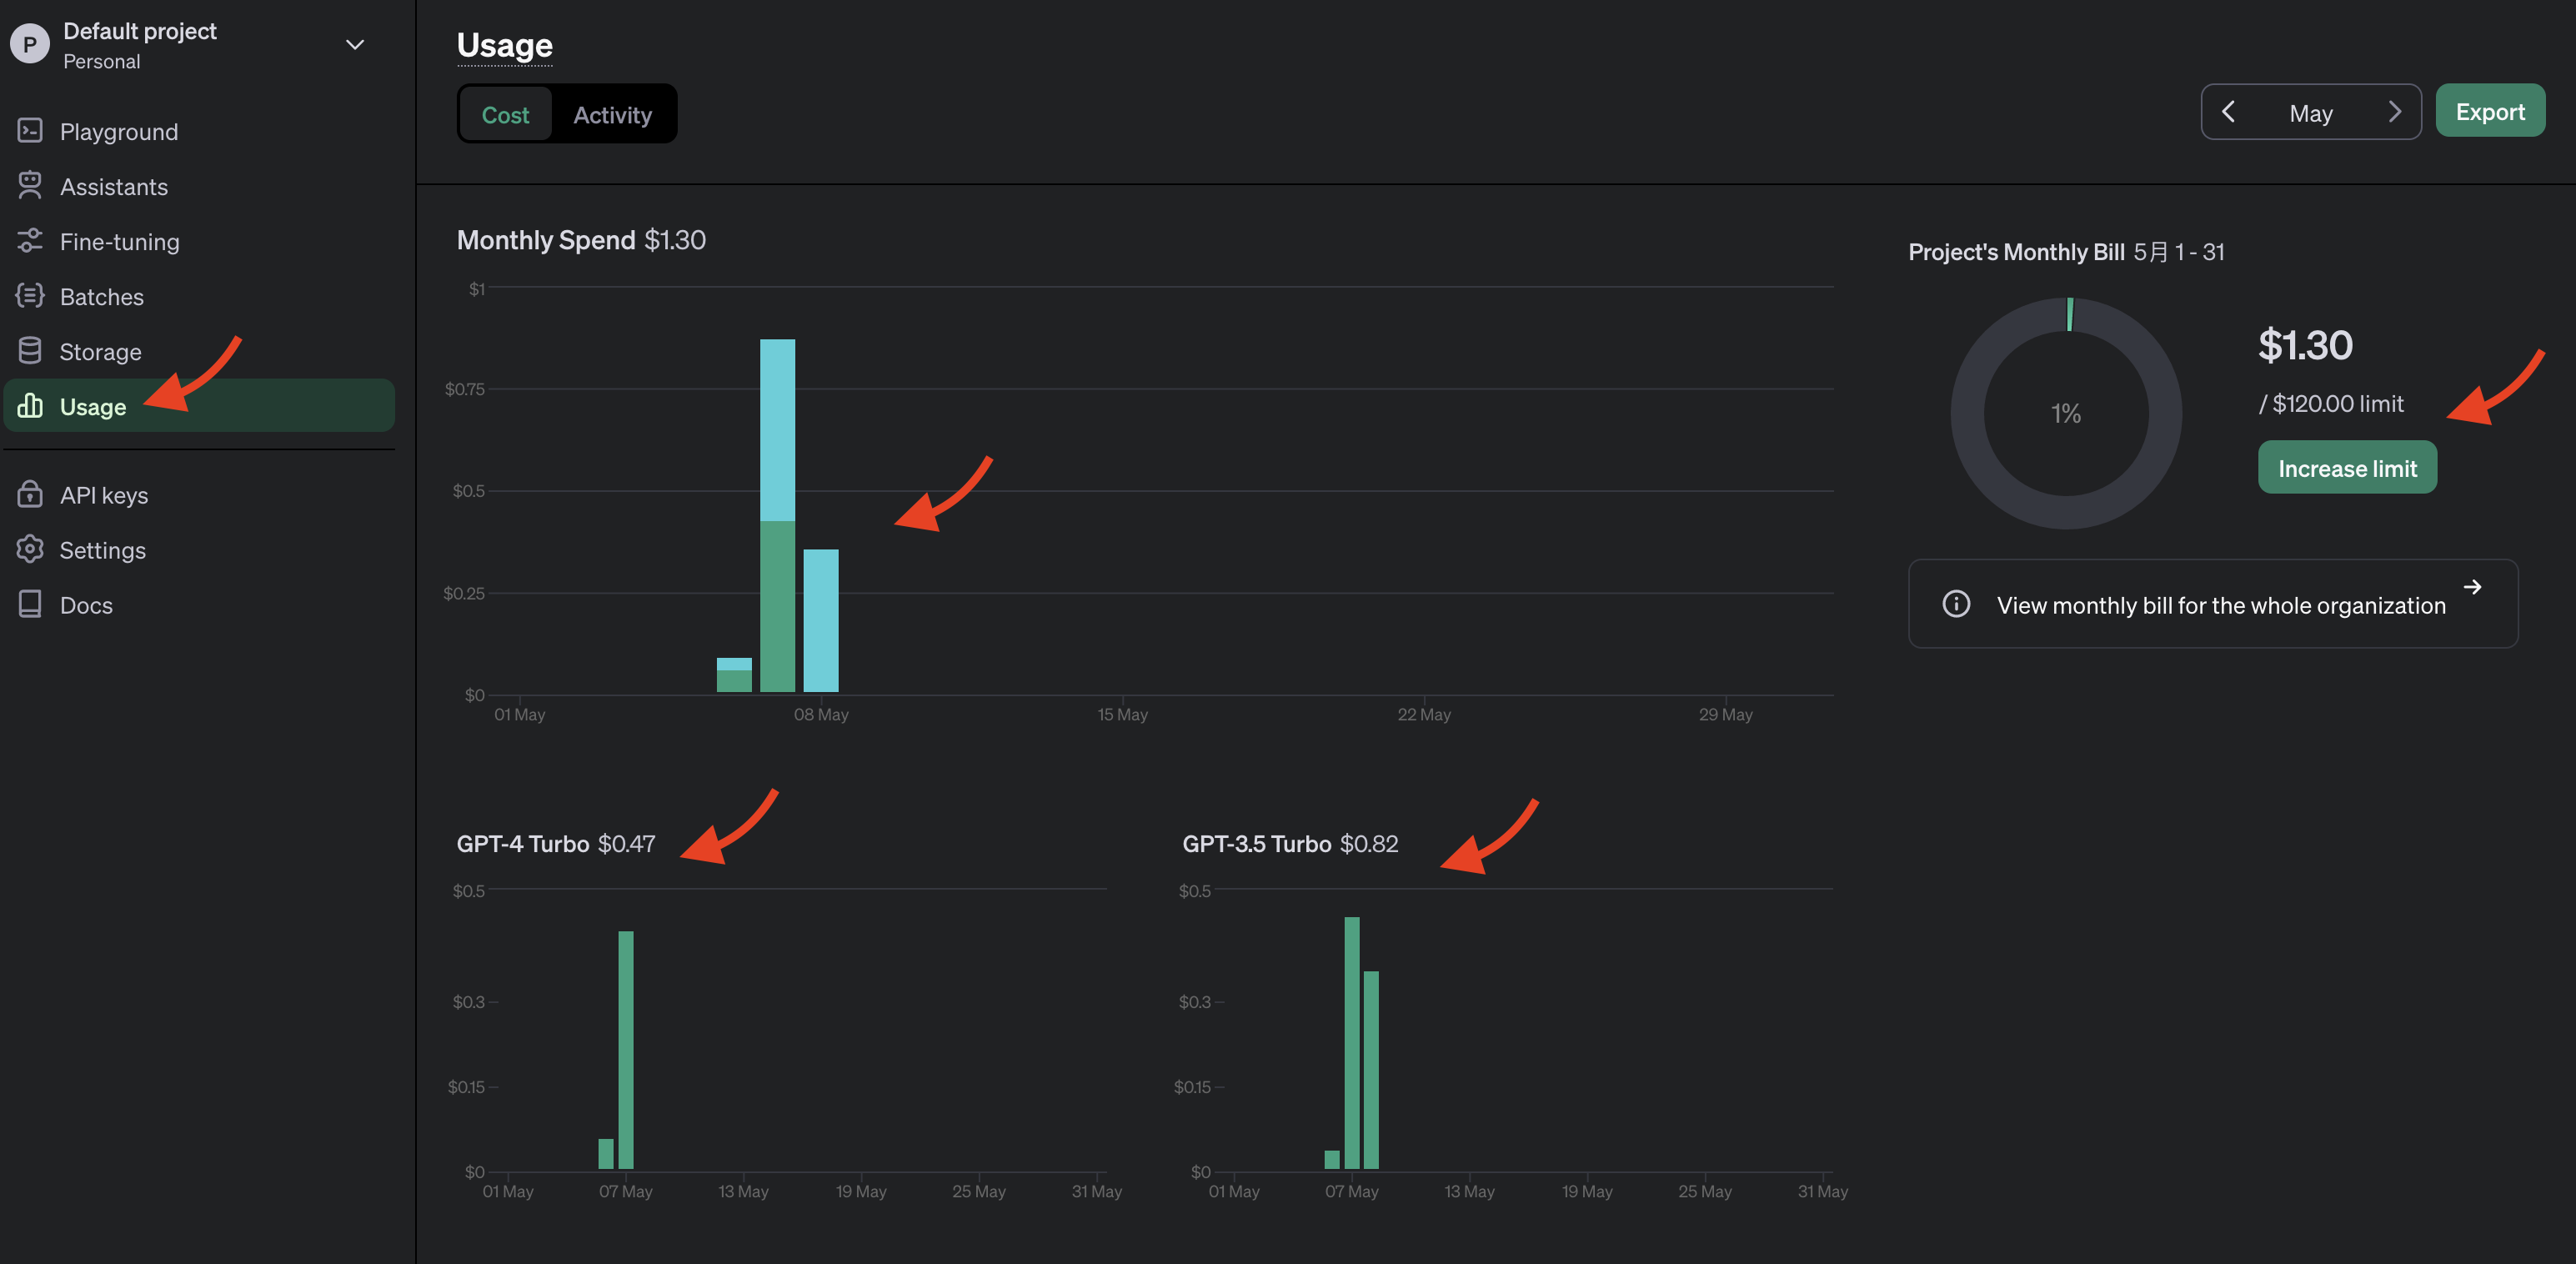 P
Default project
Personal
Playground
Assistants
Fine-tuning
Batches
Storage
Usage
API keys
Settings
Docs
Usage
Cost Activity
May
Export
Monthly Spend $1.30
$1
$0.75
$0.5
$0.25
$0
01 May 08 May 15 May 22 May 29 May
Project's Monthly Bill 5月 1 - 31
1%
$1.30
/ $120.00 limit
Increase limit
View monthly bill for the whole organization
GPT-4 Turbo $0.47
$0.5
$0.3
$0.15
$0
01 May 07 May 13 May 19 May 25 May 31 May
GPT-3.5 Turbo $0.82
$0.5
$0.3
$0.15
$0
01 May 07 May 13 May 19 May 25 May 31 May